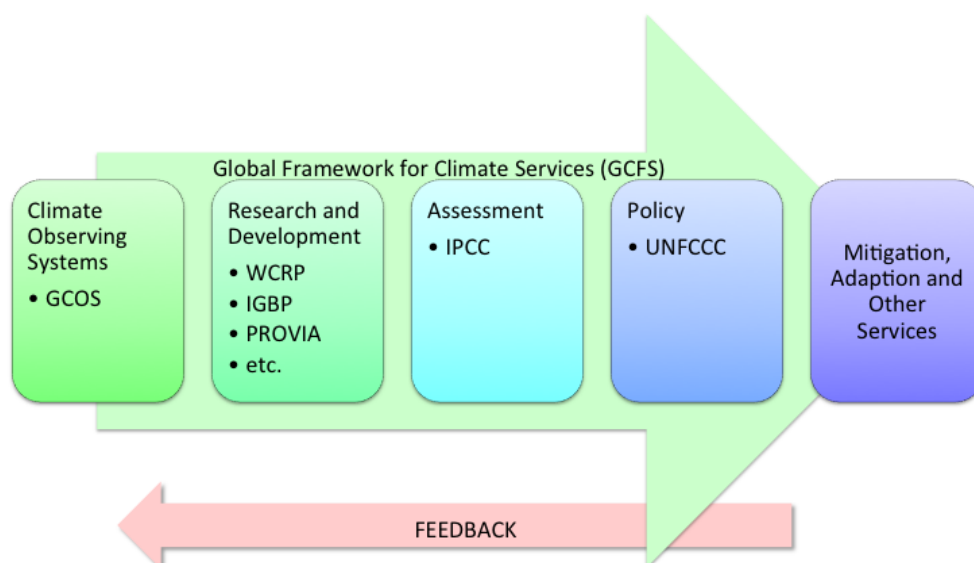 Global Framework for Climate Services (GCFS)
Climate
Observing
Systems
• GCOS
Research and
Development
• WCRP
• IGBP
• PROVIA
• etc.
Assessment
• IPCC
Policy
• UNFCCC
Mitigation,
Adaption and
Other
Services
FEEDBACK